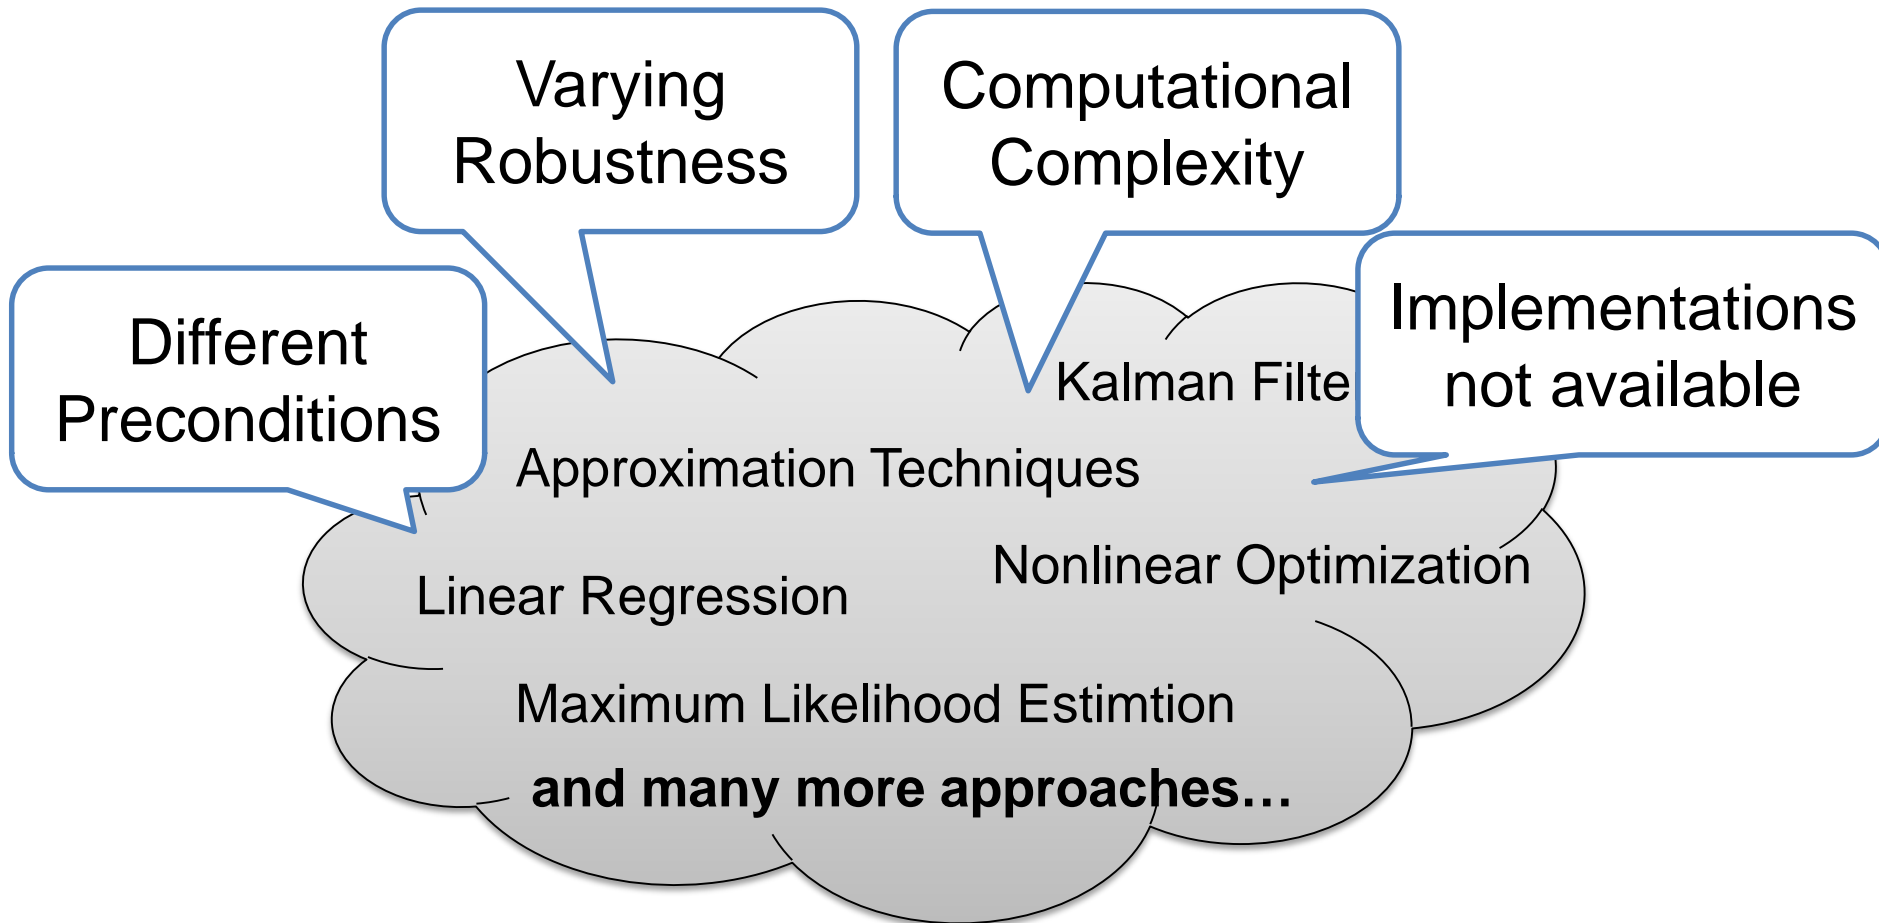 Varying
Robustness
Computational
Complexity
Different
Preconditions
Implementations
not available
Kalman Filte
Approximation Techniques
Nonlinear Optimization
Linear Regression
Maximum Likelihood Estimtion
and many more approaches…